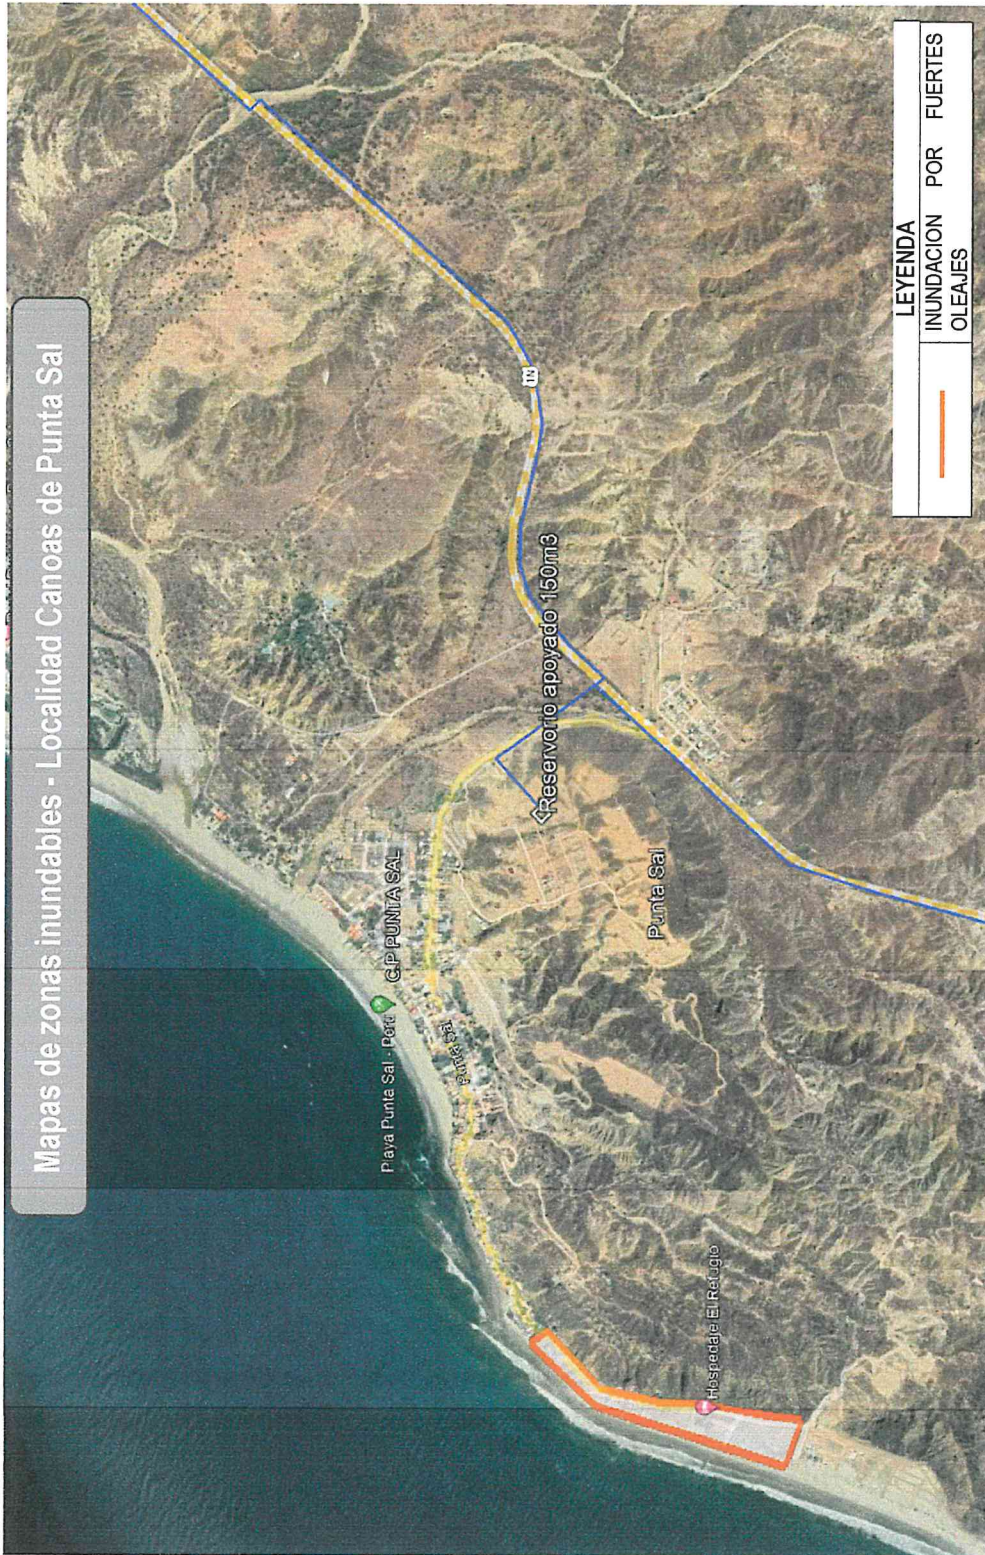 Mapas de zonas inundables - Localidad Canoas de Punta Sal
Playa Punta Sal - Perú
C.P PUNTA SAL
Punta Sal
Reservorio apoyado 150m3
Punta Sal
Hospedaje El Refugio
LEYENDA
INUNDACION POR FUERTES
OLEAJES